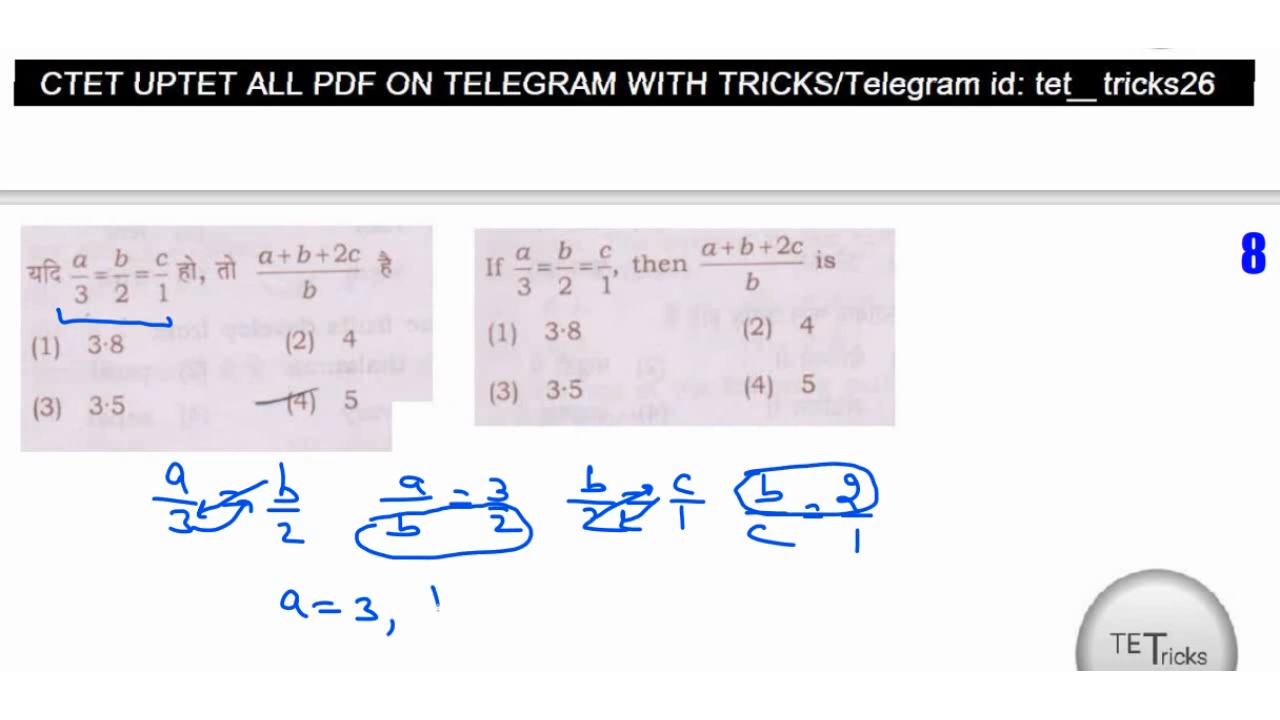 CTET UPTET ALL PDF ON TELEGRAM WITH TRICKS/Telegram id: tet__ tricks26
यदि a/3 = b/2 = c/1 हो, तो (a+b+2c)/b है
(1) 3·8 (2) 4
(3) 3·5 (4) 5
If a/3 = b/2 = c/1, then (a+b+2c)/b is
(1) 3·8 (2) 4
(3) 3·5 (4) 5
8
a/3 = b/2 a/b = 3/2 b/2 = c/1 b/c = 2/1
a = 3,
TETricks